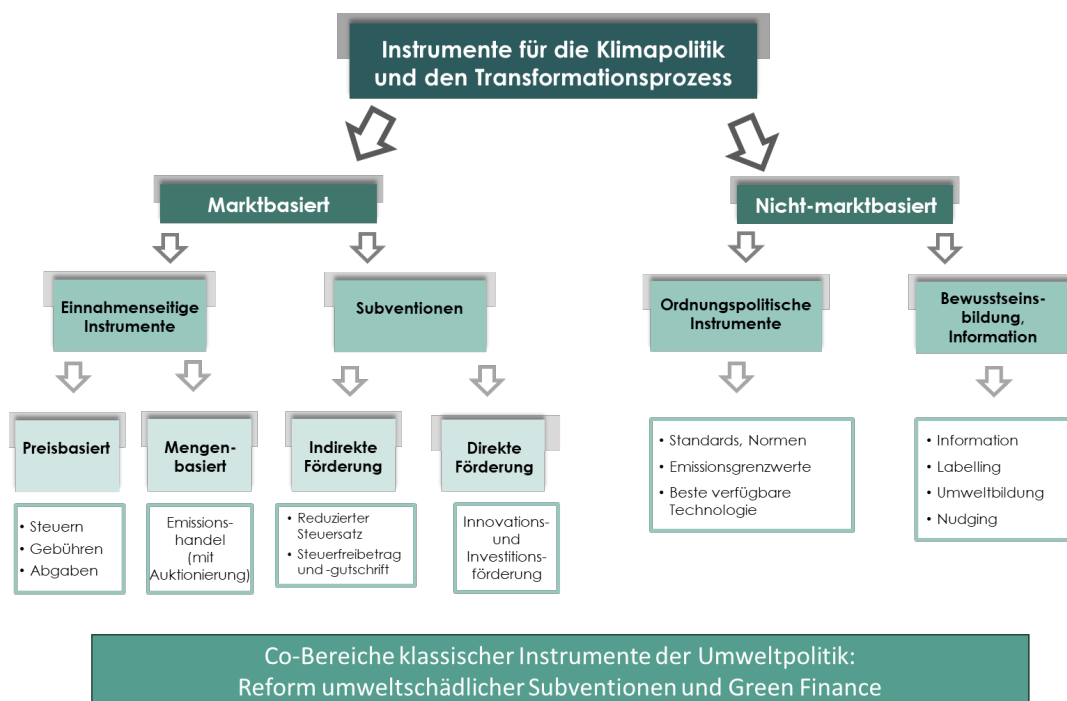 Instrumente für die Klimapolitik
und den Transformationsprozess
Marktbasiert
Nicht-marktbasiert
Einnahmenseitige
Instrumente
Subventionen
Ordnungspolitische
Instrumente
Bewusstseins-
bildung,
Information
Preisbasiert
Mengen-
basiert
Indirekte
Förderung
Direkte
Förderung
• Steuern
• Gebühren
• Abgaben
Emissions-
handel
(mit
Auktionierung)
• Reduzierter
Steuersatz
• Steuerfreibetrag
und -gutschrift
Innovations-
und
Investitions-
förderung
• Standards, Normen
• Emissionsgrenzwerte
• Beste verfügbare
Technologie
• Information
• Labelling
• Umweltbildung
• Nudging
Co-Bereiche klassischer Instrumente der Umweltpolitik:
Reform umweltschädlicher Subventionen und Green Finance